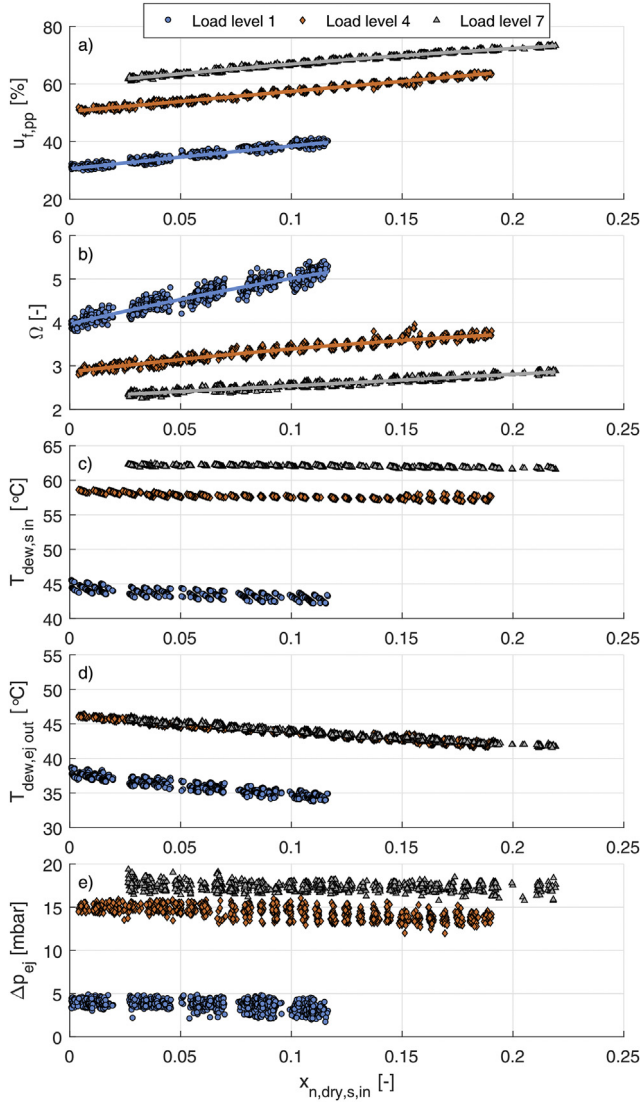 Load level 1 Load level 4 Load level 7
a)
80
60
40
20
u_f,pp [%]
0 0.05 0.1 0.15 0.2 0.25
b)
6
5
4
3
2
Ω [-]
0 0.05 0.1 0.15 0.2 0.25
c)
65
60
55
50
45
40
T_dew,s in [°C]
0 0.05 0.1 0.15 0.2 0.25
d)
55
50
45
40
35
30
T_dew,ej out [°C]
0 0.05 0.1 0.15 0.2 0.25
e)
20
15
10
5
0
Δp_ej [mbar]
0 0.05 0.1 0.15 0.2 0.25
x_n,dry,s,in [-]